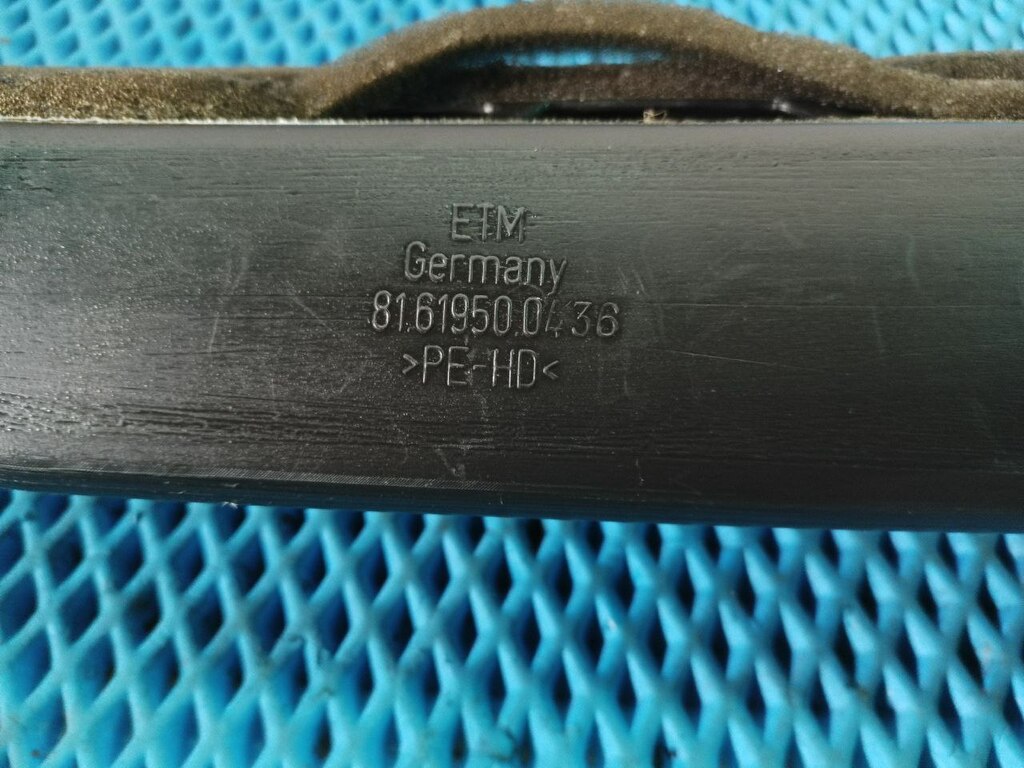 ETM
Germany
81.61950.0436
>PE-HD<